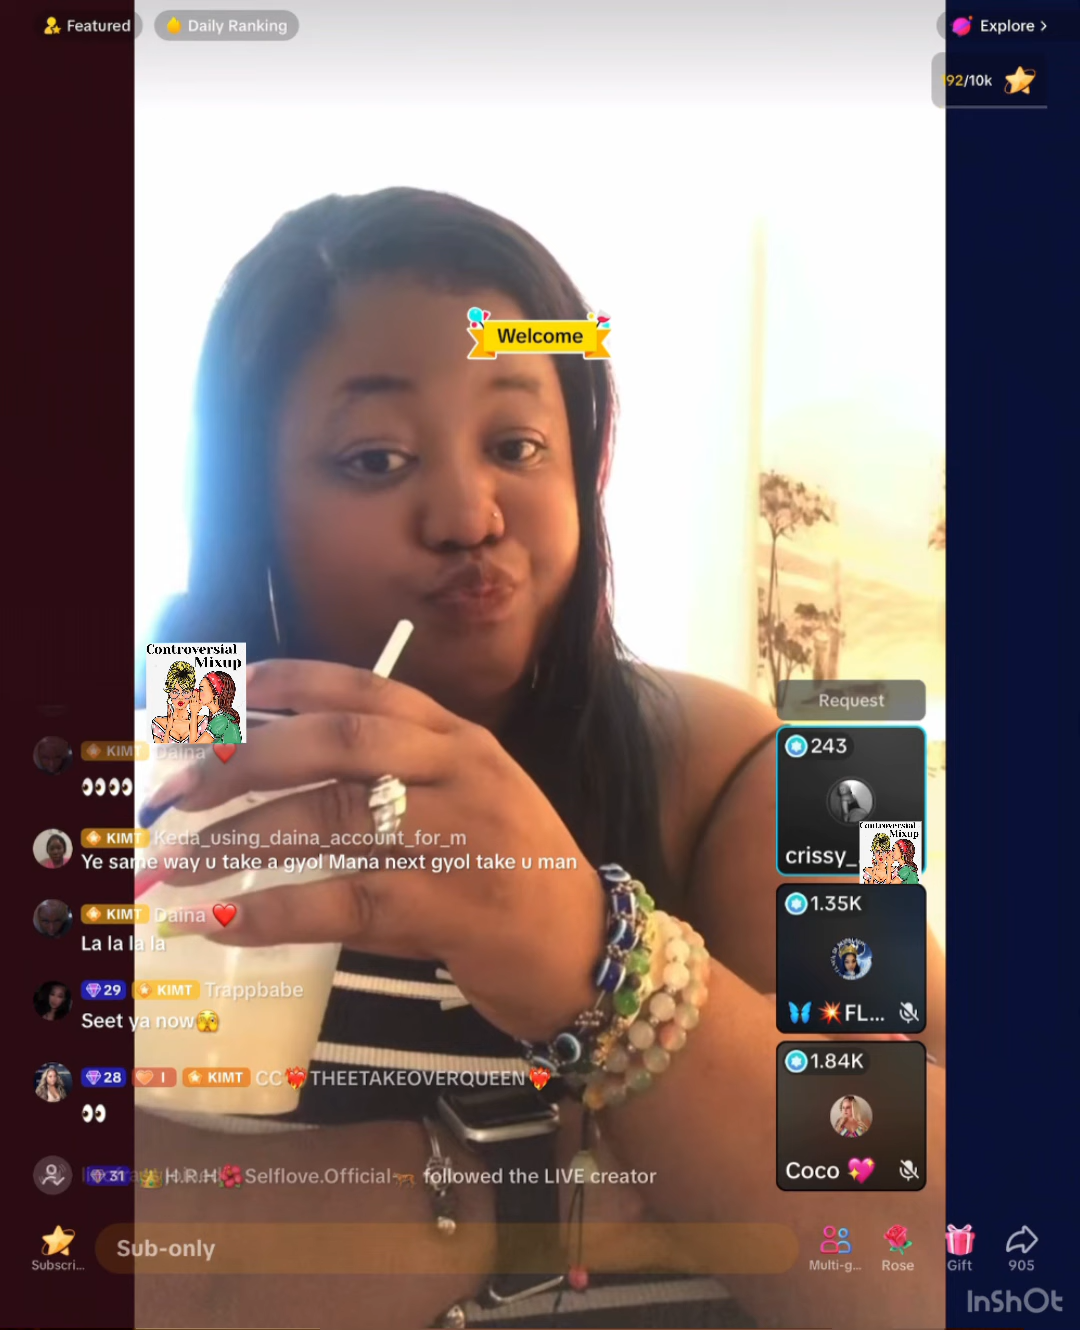 Featured
Daily Ranking
Explore >
92/10k
Welcome
Controversial
Mixup
Request
243
KIMT Daina
KIMT Keda_using_daina_account_for_m
Ye same way u take a gyol Mana next gyol take u man
crissy_
Controversial
Mixup
1.35K
KIMT Daina
La la la la
29 KIMT Trappbabe
FL...
Seet ya now
1.84K
28 I KIMT CC THEETAKEOVERQUEEN
Coco
31 H.R.H Selflove.Official followed the LIVE creator
Sub-only
Subscri... Multi-g... Rose Gift 905
InShOt